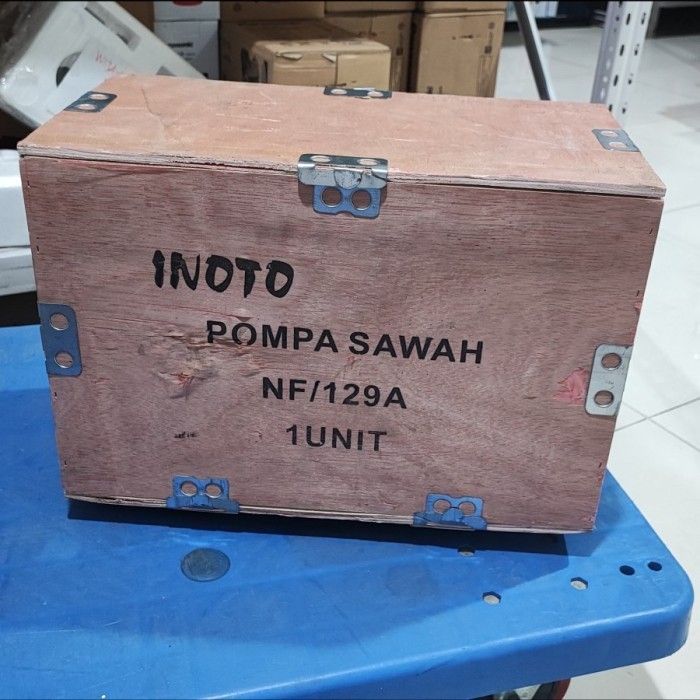 INOTO
POMPA SAWAH
NF/129A
1UNIT